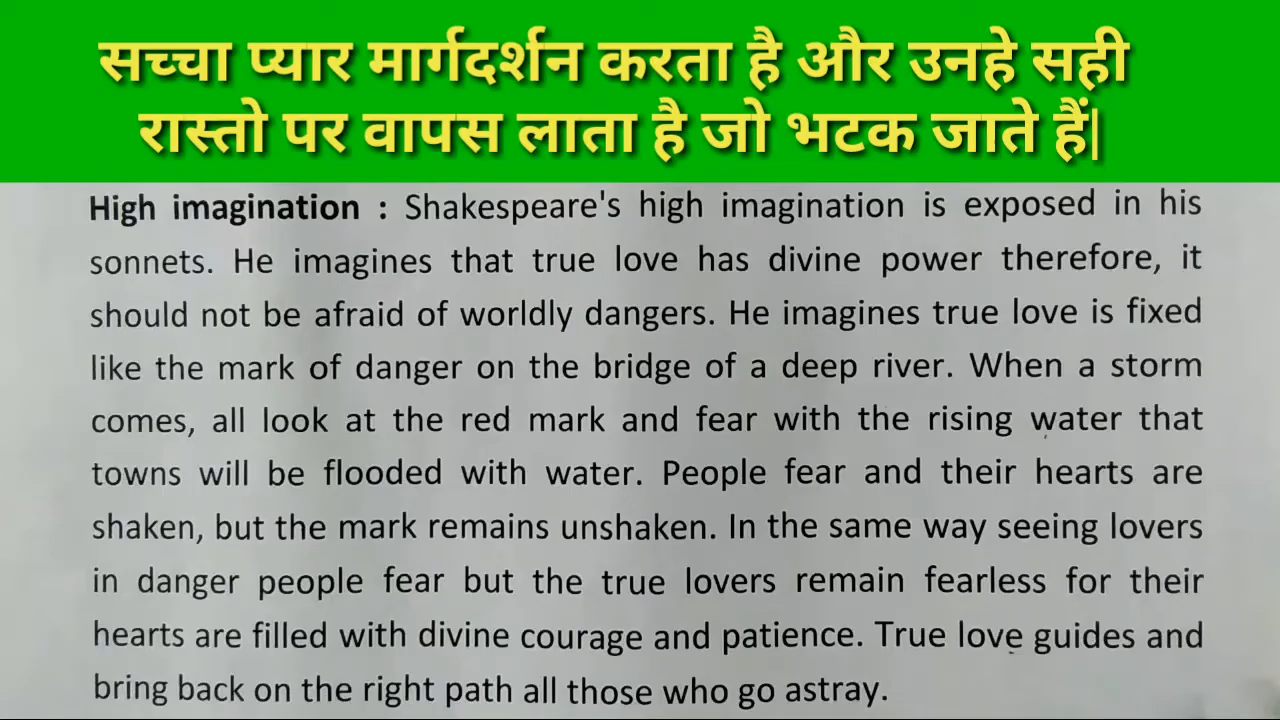 सच्चा प्यार मार्गदर्शन करता है और उनहे सही
रास्तो पर वापस लाता है जो भटक जाते हैं|
High imagination : Shakespeare's high imagination is exposed in his
sonnets. He imagines that true love has divine power therefore, it
should not be afraid of worldly dangers. He imagines true love is fixed
like the mark of danger on the bridge of a deep river. When a storm
comes, all look at the red mark and fear with the rising water that
towns will be flooded with water. People fear and their hearts are
shaken, but the mark remains unshaken. In the same way seeing lovers
in danger people fear but the true lovers remain fearless for their
hearts are filled with divine courage and patience. True love guides and
bring back on the right path all those who go astray.